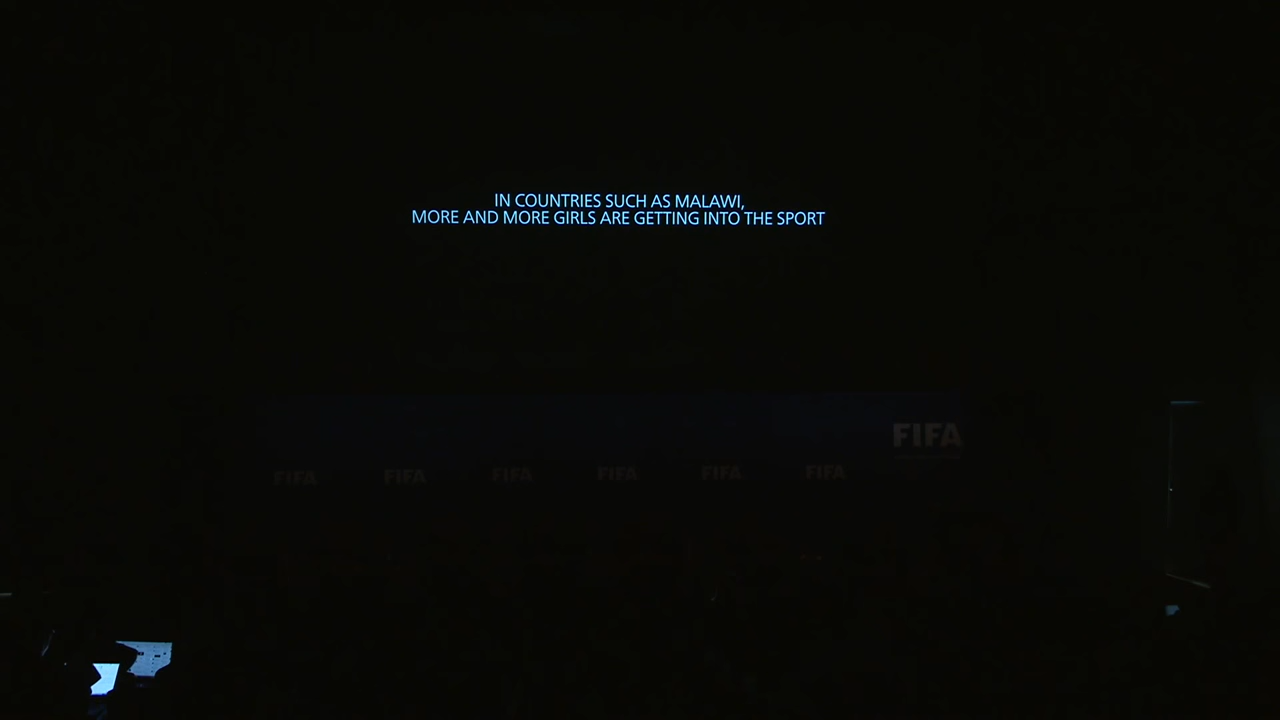 IN COUNTRIES SUCH AS MALAWI,
MORE AND MORE GIRLS ARE GETTING INTO THE SPORT
FIFA
FIFA FIFA FIFA FIFA FIFA FIFA